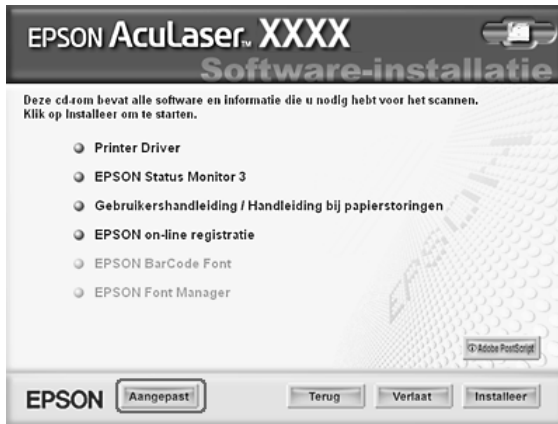 EPSON AcuLaser™ XXXX
Software-installatie
Deze cd-rom bevat alle software en informatie die u nodig hebt voor het scannen.
Klik op Installeer om te starten.
Printer Driver
EPSON Status Monitor 3
Gebruikershandleiding / Handleiding bij papierstoringen
EPSON on-line registratie
EPSON BarCode Font
EPSON Font Manager
Adobe PostScript
EPSON Aangepast Terug Verlaat Installeer